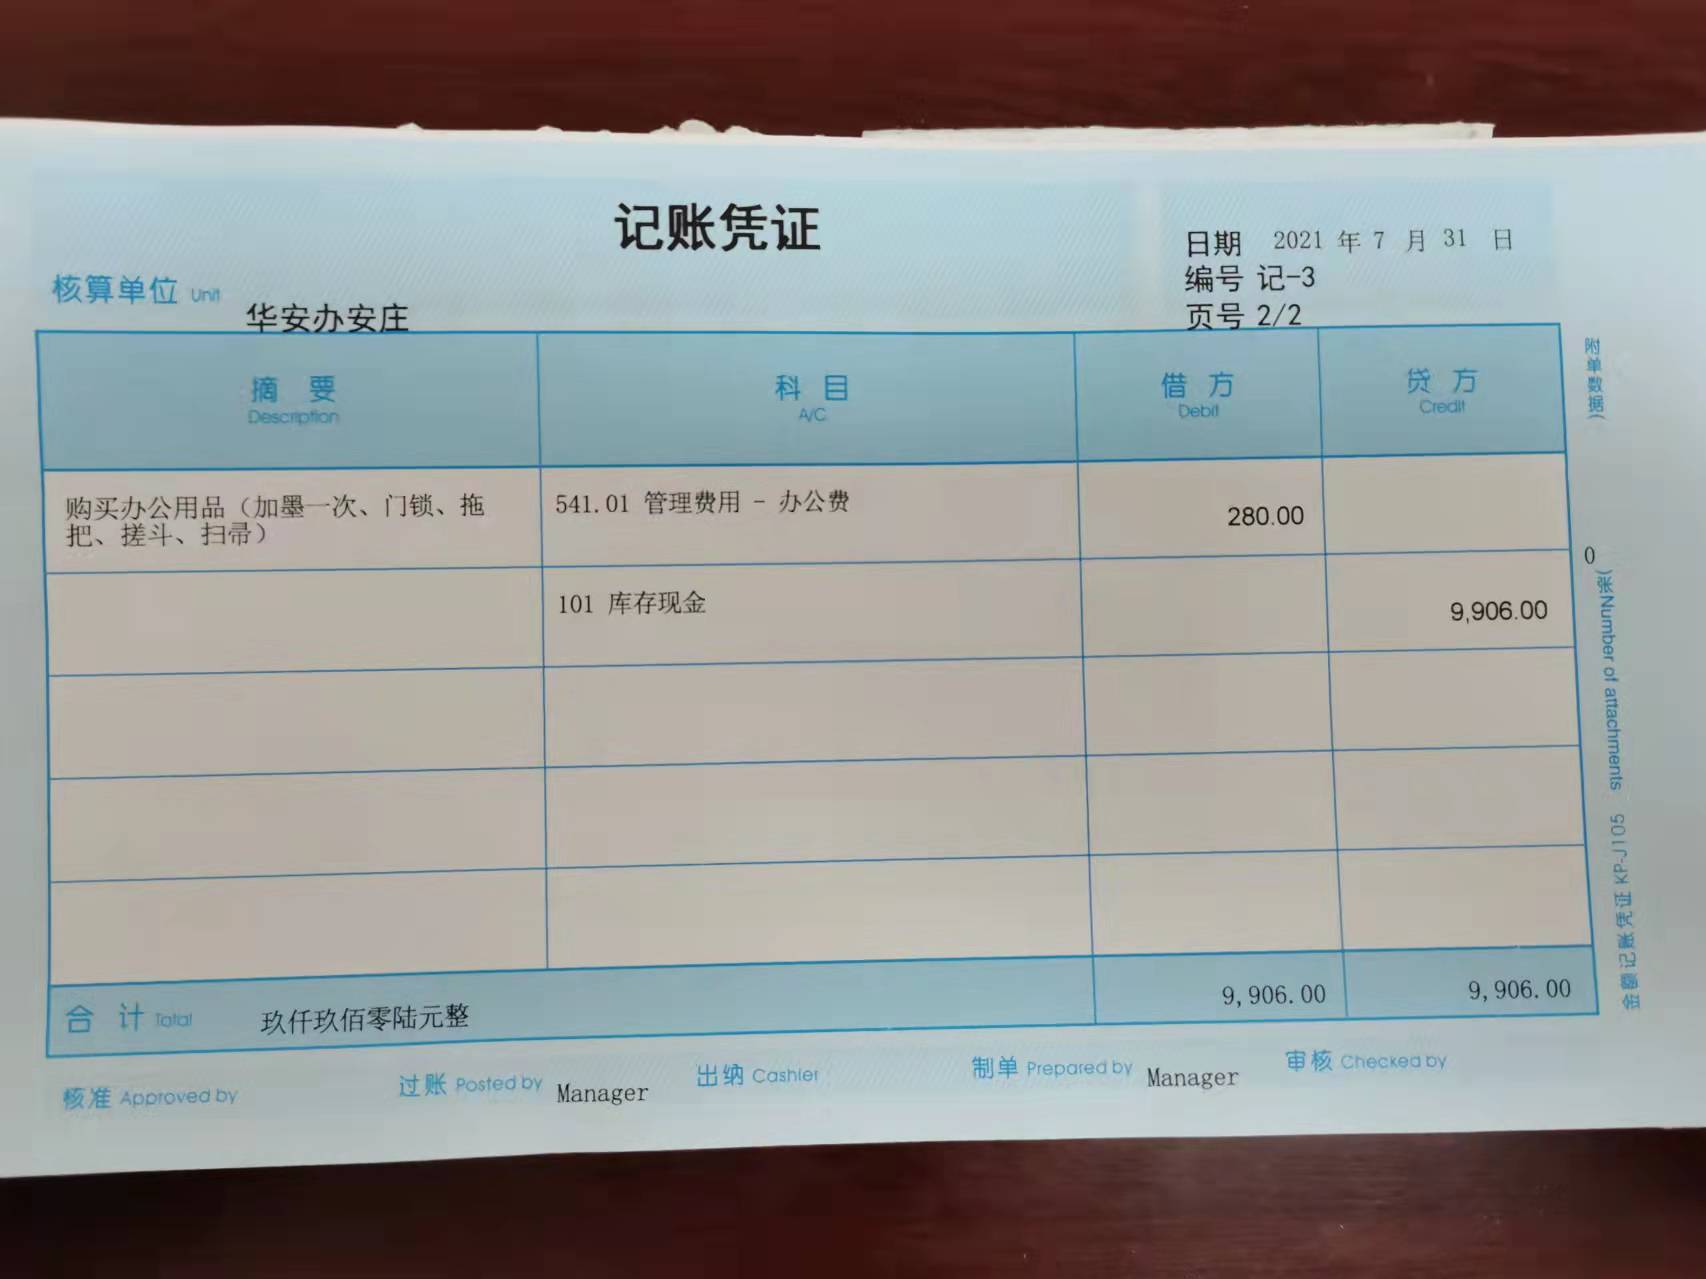 记账凭证
日期 2021 年 7 月 31 日
编号 记-3
核算单位 Unit 华安办安庄
页号 2/2
摘要 科目 借方 贷方
Description A/C Debit Credit
购买办公用品（加墨一次、门锁、拖 541.01 管理费用 - 办公费 280.00
把、搓斗、扫帚）
101 库存现金 9,906.00
合计 Total 玖仟玖佰零陆元整 9,906.00 9,906.00
核准 Approved by 过账 Posted by Manager 出纳 Cashier 制单 Prepared by Manager 审核 Checked by
附单数据（
0
）张 Number of attachments
金额记账凭证 KP-J105